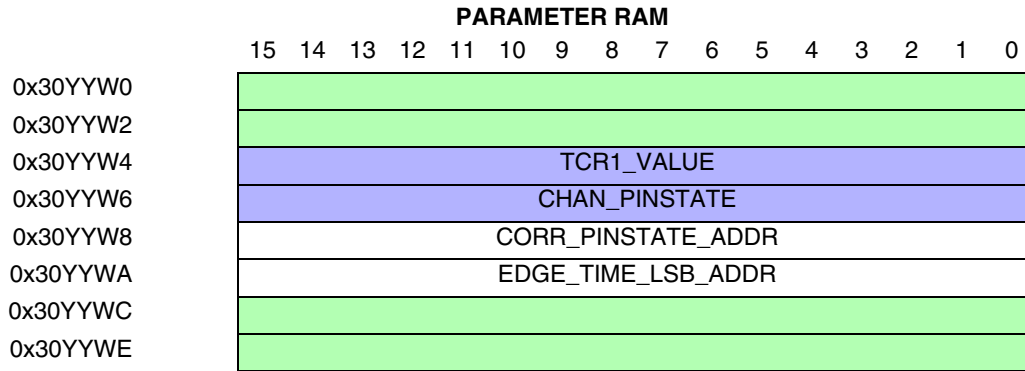 PARAMETER RAM
15 14 13 12 11 10 9 8 7 6 5 4 3 2 1 0
0x30YYW0
0x30YYW2
0x30YYW4 TCR1_VALUE
0x30YYW6 CHAN_PINSTATE
0x30YYW8 CORR_PINSTATE_ADDR
0x30YYWA EDGE_TIME_LSB_ADDR
0x30YYWC
0x30YYWE